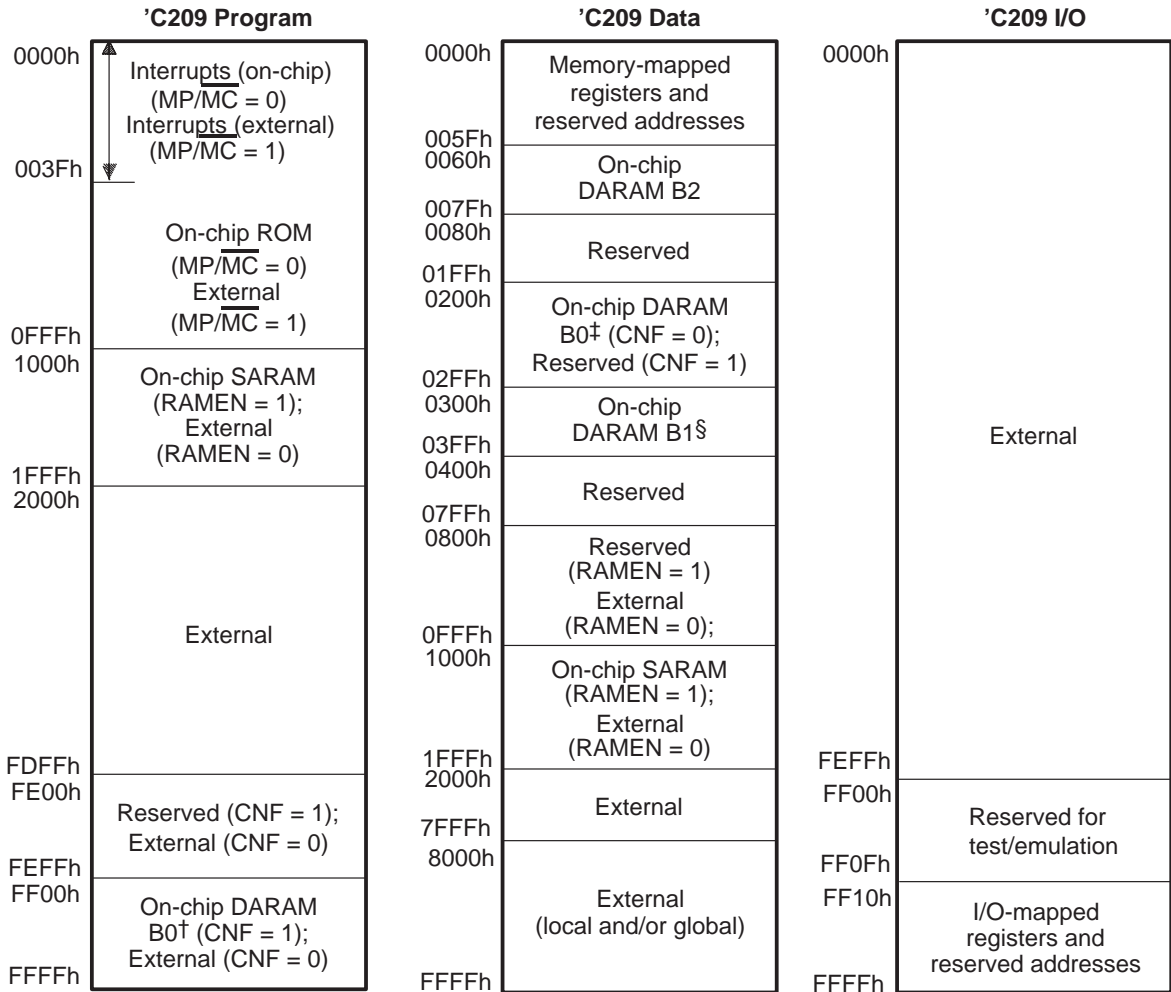 ’C209 Program
0000h
Interrupts (on-chip)
(MP/MC = 0)
Interrupts (external)
(MP/MC = 1)
003Fh
On-chip ROM
(MP/MC = 0)
External
(MP/MC = 1)
0FFFh
1000h
On-chip SARAM
(RAMEN = 1);
External
(RAMEN = 0)
1FFFh
2000h
External
FDFFh
FE00h
Reserved (CNF = 1);
External (CNF = 0)
FEFFh
FF00h
On-chip DARAM
B0† (CNF = 1);
External (CNF = 0)
FFFFh
’C209 Data
0000h
Memory-mapped
registers and
reserved addresses
005Fh
0060h
On-chip
DARAM B2
007Fh
0080h
Reserved
01FFh
0200h
On-chip DARAM
B0‡ (CNF = 0);
Reserved (CNF = 1)
02FFh
0300h
On-chip
DARAM B1§
03FFh
0400h
Reserved
07FFh
0800h
Reserved
(RAMEN = 1)
External
(RAMEN = 0);
0FFFh
1000h
On-chip SARAM
(RAMEN = 1);
External
(RAMEN = 0)
1FFFh
2000h
External
7FFFh
8000h
External
(local and/or global)
FFFFh
’C209 I/O
0000h
External
FEFFh
FF00h
Reserved for
test/emulation
FF0Fh
FF10h
I/O-mapped
registers and
reserved addresses
FFFFh